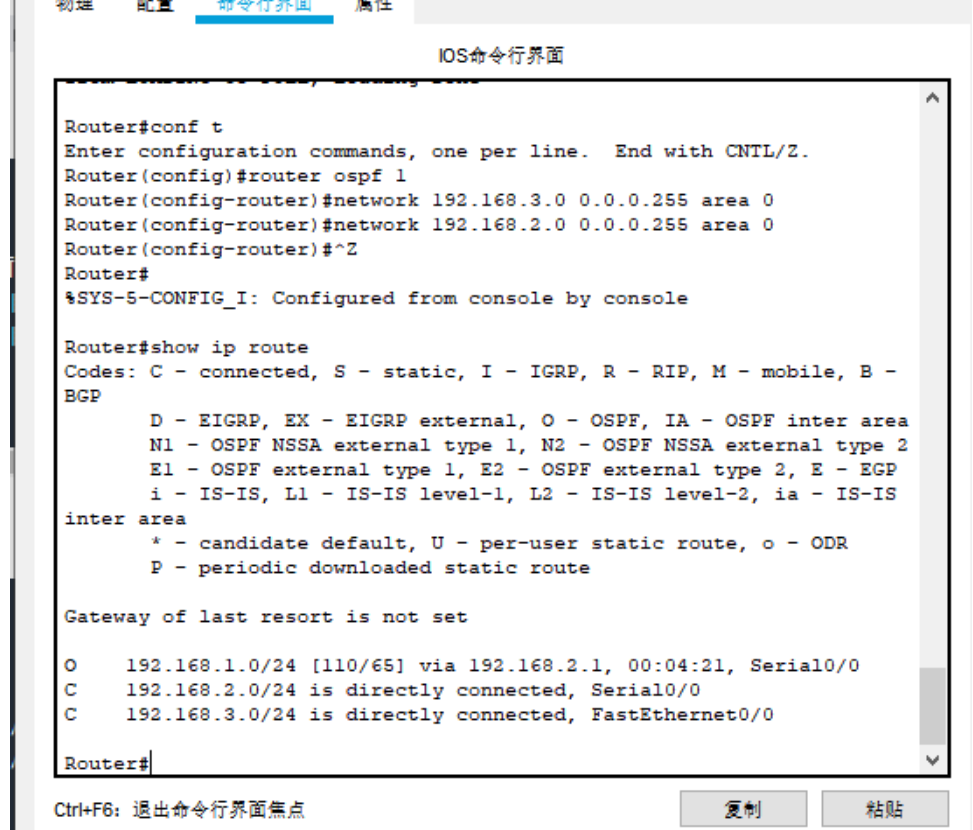 物理 配置 命令行界面 属性
IOS命令行界面
Router#conf t
Enter configuration commands, one per line.  End with CNTL/Z.
Router(config)#router ospf 1
Router(config-router)#network 192.168.3.0 0.0.0.255 area 0
Router(config-router)#network 192.168.2.0 0.0.0.255 area 0
Router(config-router)#^Z
Router#
%SYS-5-CONFIG_I: Configured from console by console
Router#show ip route
Codes: C - connected, S - static, I - IGRP, R - RIP, M - mobile, B -
BGP
D - EIGRP, EX - EIGRP external, O - OSPF, IA - OSPF inter area
N1 - OSPF NSSA external type 1, N2 - OSPF NSSA external type 2
E1 - OSPF external type 1, E2 - OSPF external type 2, E - EGP
i - IS-IS, L1 - IS-IS level-1, L2 - IS-IS level-2, ia - IS-IS
inter area
* - candidate default, U - per-user static route, o - ODR
P - periodic downloaded static route
Gateway of last resort is not set
O    192.168.1.0/24 [110/65] via 192.168.2.1, 00:04:21, Serial0/0
C    192.168.2.0/24 is directly connected, Serial0/0
C    192.168.3.0/24 is directly connected, FastEthernet0/0
Router#
Ctrl+F6: 退出命令行界面焦点 复制 粘贴